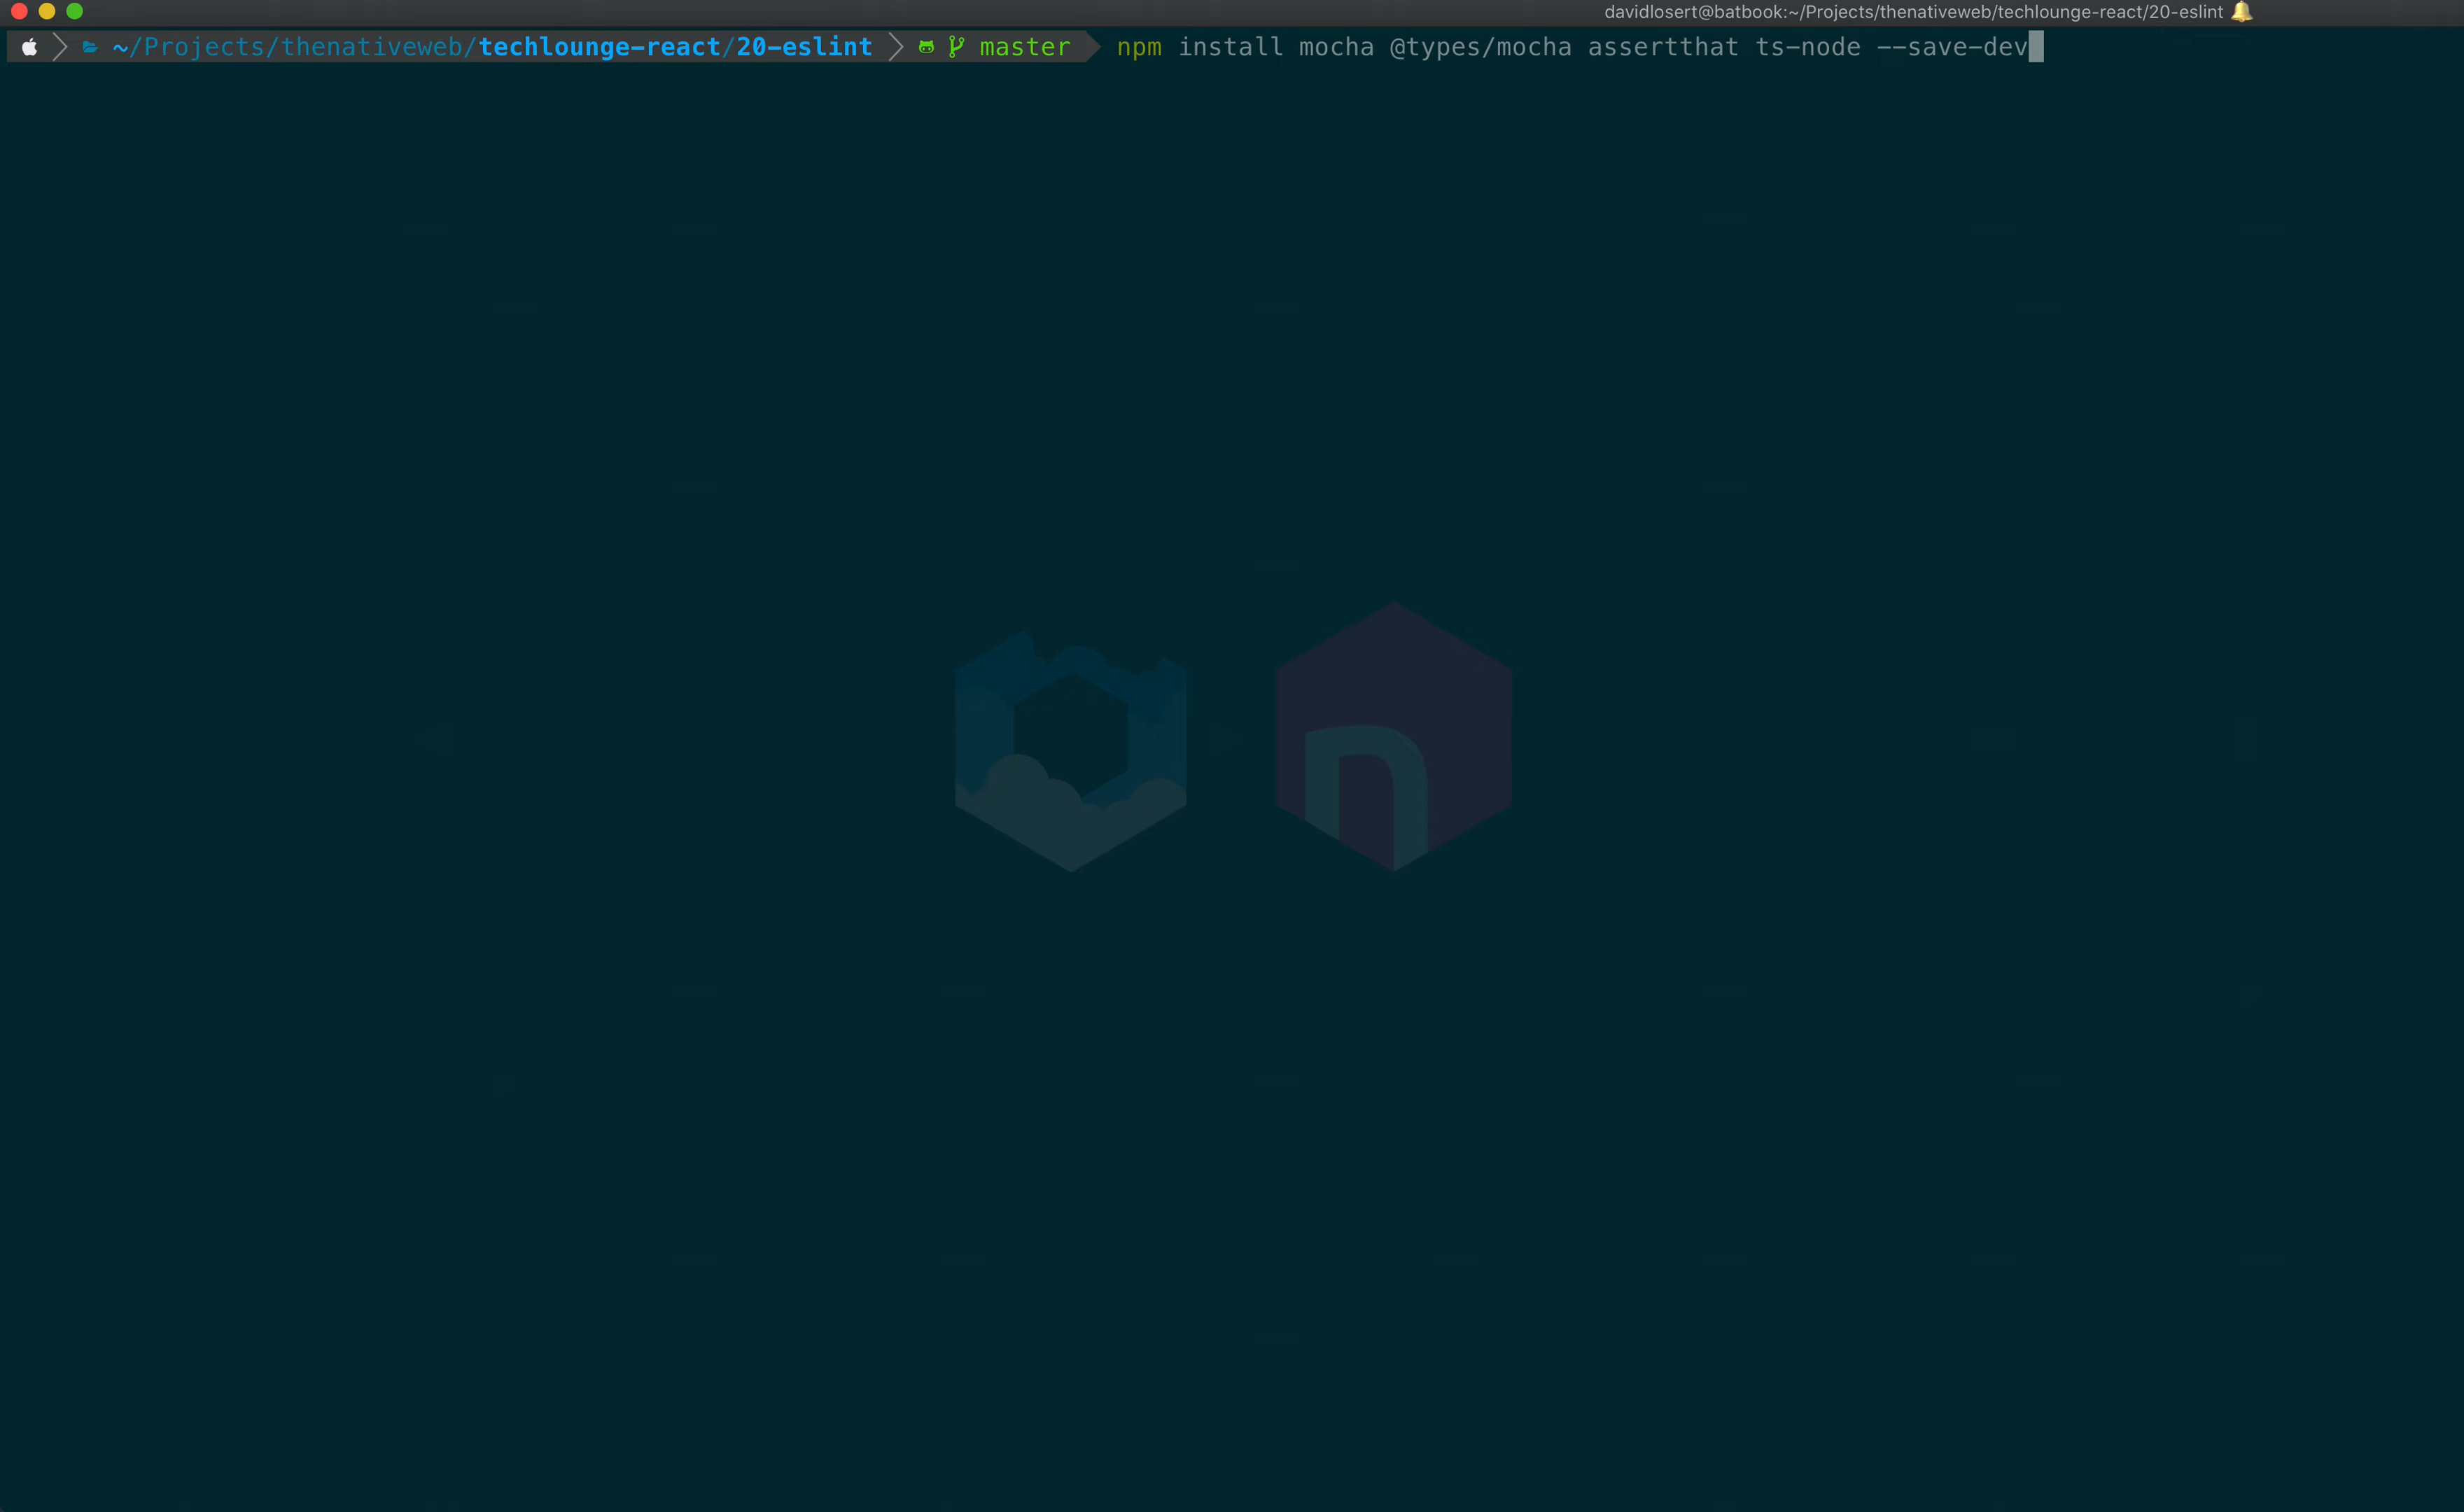 davidlosert@batbook:~/Projects/thenativeweb/techlounge-react/20-eslint 🔔
~/Projects/thenativeweb/techlounge-react/20-eslint master npm install mocha @types/mocha assertthat ts-node --save-dev
n